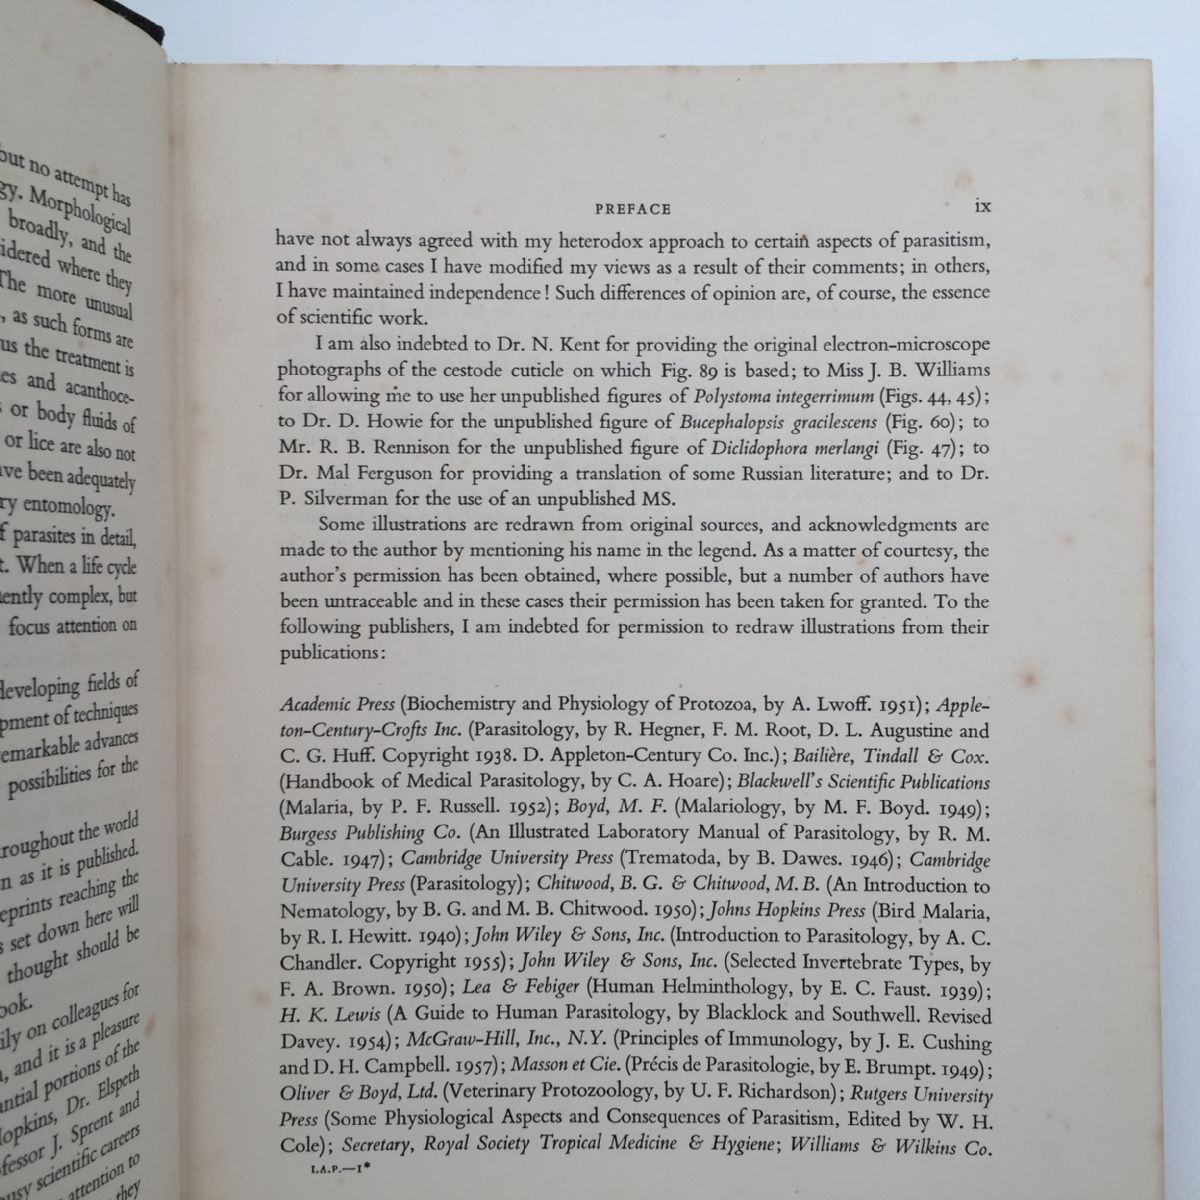 but no attempt has
gy. Morphological
broadly, and the
idered where they
The more unusual
, as such forms are
us the treatment is
es and acanthoce-
or body fluids of
or lice are also not
ve been adequately
ry entomology.
f parasites in detail,
t. When a life cycle
ently complex, but
focus attention on
developing fields of
pment of techniques
emarkable advances
possibilities for the
roughout the world
n as it is published.
eprints reaching the
s set down here will
thought should be
ook.
ily on colleagues for
, and it is a pleasure
antial portions of the
Hopkins, Dr. Elspeth
fessor J. Sprent and
usy scientific careers
attention to
they
PREFACE ix
have not always agreed with my heterodox approach to certain aspects of parasitism,
and in some cases I have modified my views as a result of their comments; in others,
I have maintained independence! Such differences of opinion are, of course, the essence
of scientific work.
I am also indebted to Dr. N. Kent for providing the original electron-microscope
photographs of the cestode cuticle on which Fig. 89 is based; to Miss J. B. Williams
for allowing me to use her unpublished figures of Polystoma integerrimum (Figs. 44, 45);
to Dr. D. Howie for the unpublished figure of Bucephalopsis gracilescens (Fig. 60); to
Mr. R. B. Rennison for the unpublished figure of Diclidophora merlangi (Fig. 47); to
Dr. Mal Ferguson for providing a translation of some Russian literature; and to Dr.
P. Silverman for the use of an unpublished MS.
Some illustrations are redrawn from original sources, and acknowledgments are
made to the author by mentioning his name in the legend. As a matter of courtesy, the
author's permission has been obtained, where possible, but a number of authors have
been untraceable and in these cases their permission has been taken for granted. To the
following publishers, I am indebted for permission to redraw illustrations from their
publications:
Academic Press (Biochemistry and Physiology of Protozoa, by A. Lwoff. 1951); Apple-
ton-Century-Crofts Inc. (Parasitology, by R. Hegner, F. M. Root, D. L. Augustine and
C. G. Huff. Copyright 1938. D. Appleton-Century Co. Inc.); Bailière, Tindall & Cox.
(Handbook of Medical Parasitology, by C. A. Hoare); Blackwell's Scientific Publications
(Malaria, by P. F. Russell. 1952); Boyd, M. F. (Malariology, by M. F. Boyd. 1949);
Burgess Publishing Co. (An Illustrated Laboratory Manual of Parasitology, by R. M.
Cable. 1947); Cambridge University Press (Trematoda, by B. Dawes. 1946); Cambridge
University Press (Parasitology); Chitwood, B. G. & Chitwood, M. B. (An Introduction to
Nematology, by B. G. and M. B. Chitwood. 1950); Johns Hopkins Press (Bird Malaria,
by R. I. Hewitt. 1940); John Wiley & Sons, Inc. (Introduction to Parasitology, by A. C.
Chandler. Copyright 1955); John Wiley & Sons, Inc. (Selected Invertebrate Types, by
F. A. Brown. 1950); Lea & Febiger (Human Helminthology, by E. C. Faust. 1939);
H. K. Lewis (A Guide to Human Parasitology, by Blacklock and Southwell. Revised
Davey. 1954); McGraw-Hill, Inc., N.Y. (Principles of Immunology, by J. E. Cushing
and D. H. Campbell. 1957); Masson et Cie. (Précis de Parasitologie, by E. Brumpt. 1949);
Oliver & Boyd, Ltd. (Veterinary Protozoology, by U. F. Richardson); Rutgers University
Press (Some Physiological Aspects and Consequences of Parasitism, Edited by W. H.
Cole); Secretary, Royal Society Tropical Medicine & Hygiene; Williams & Wilkins Co.
I.A.P.—I*